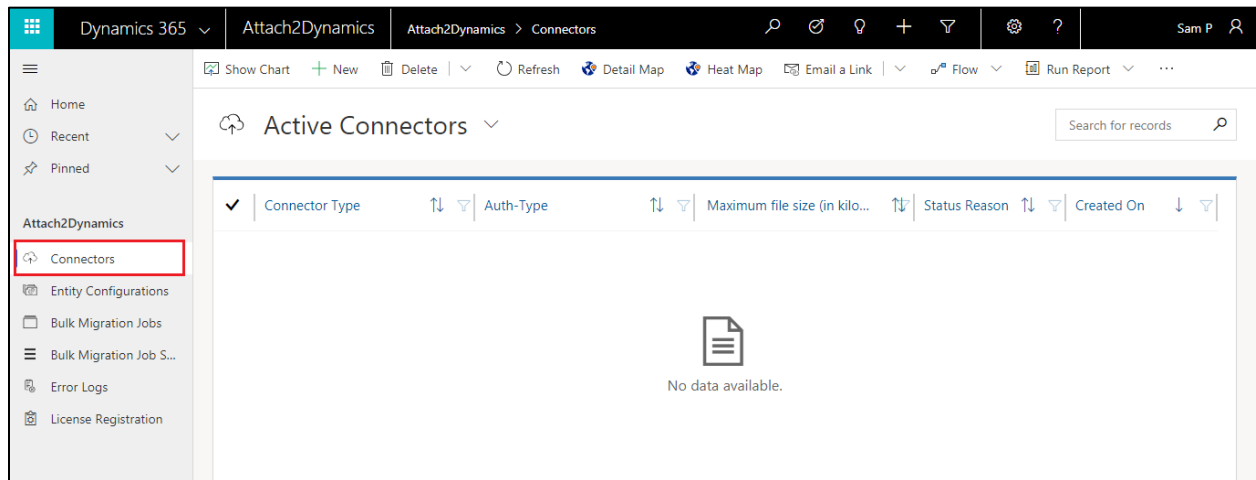 Dynamics 365 Attach2Dynamics Attach2Dynamics > Connectors ? Sam P
Show Chart New Delete Refresh Detail Map Heat Map Email a Link Flow Run Report ...
Home
Recent
Pinned
Active Connectors
Search for records
Connector Type Auth-Type Maximum file size (in kilo... Status Reason Created On
Attach2Dynamics
Connectors
Entity Configurations
Bulk Migration Jobs
Bulk Migration Job S...
Error Logs
License Registration
No data available.